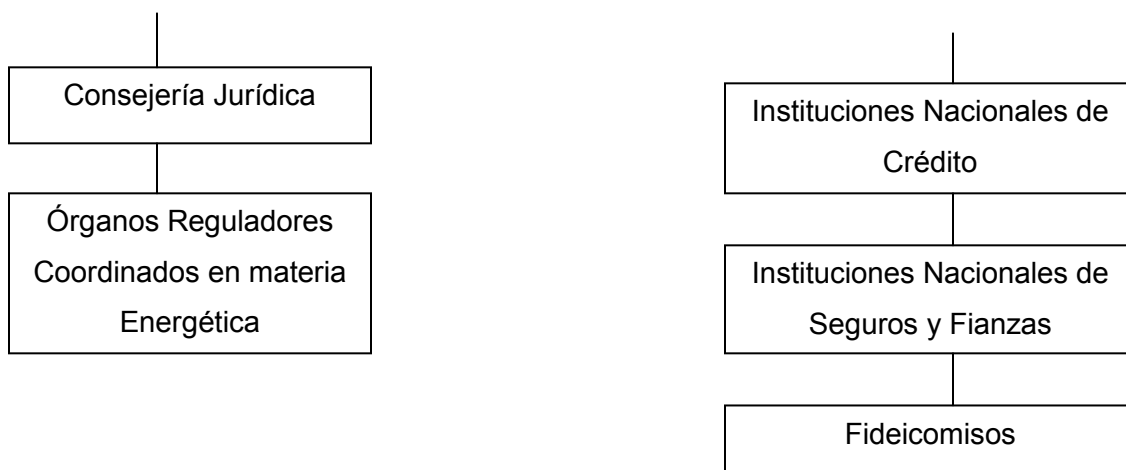 Consejería Jurídica
Órganos Reguladores
Coordinados en materia
Energética
Instituciones Nacionales de
Crédito
Instituciones Nacionales de
Seguros y Fianzas
Fideicomisos